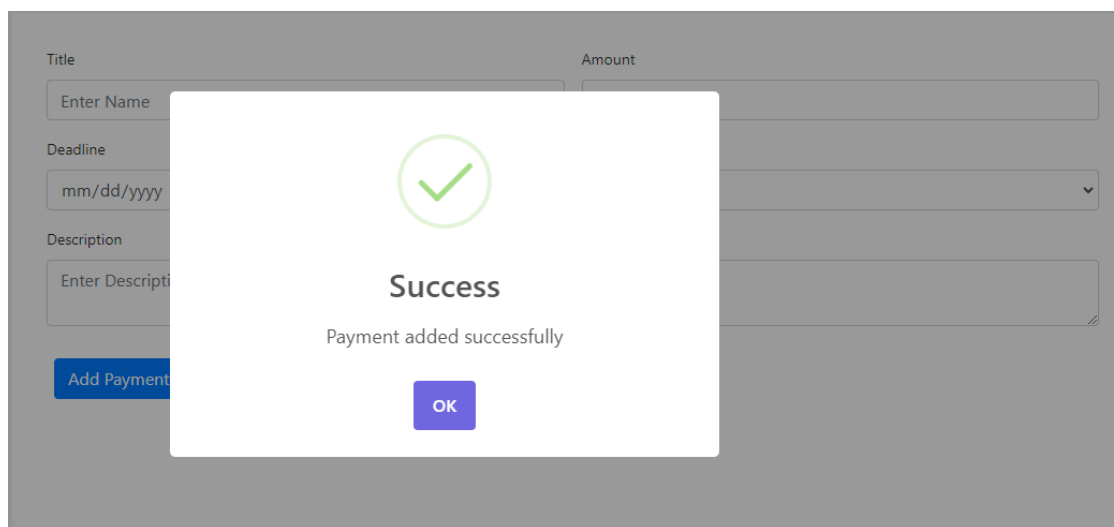 Title
Amount
Enter Name
Deadline
mm/dd/yyyy
Description
Enter Descripti
Success
Payment added successfully
Add Payment
OK